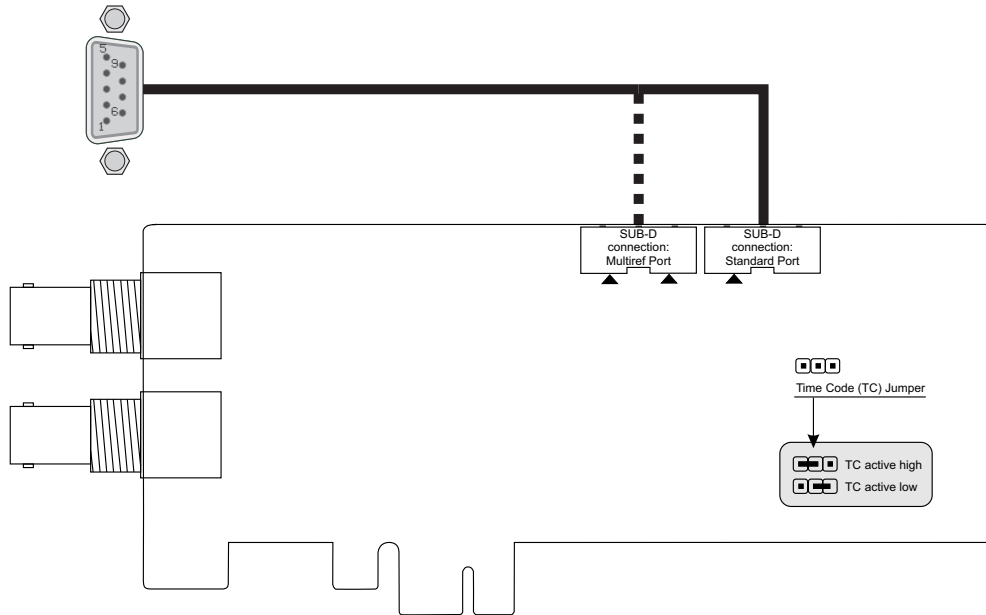 5
9
6
1
SUB-D
connection:
Multiref Port
SUB-D
connection:
Standard Port
Time Code (TC) Jumper
TC active high
TC active low